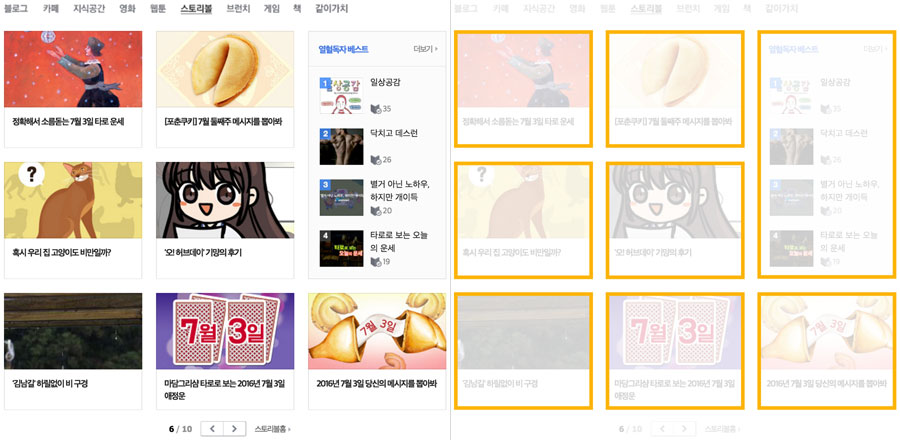 블로그 카페 지식공간 영화 웹툰 스토리볼 브런치 게임 책 같이가치
정확해서 소름돋는 7월 3일 타로 운세
[포춘쿠키] 7월 둘째주 메시지를 뽑아봐
열혈독자 베스트 더보기
1 일상공감
35
2 닥치고 데스런
26
3 별거 아닌 노하우,
하지만 개이득
20
4 타로로 보는 오늘
의 운세
19
?
혹시 우리 집 고양이도 비만일까?
'오! 허브데이' 기양의 후기
'김남길' 하릴없이 비 구경
7월 3일
마담그리샴 타로로 보는 2016년 7월 3일
애정운
7월 3일
2016년 7월 3일 당신의 메시지를 뽑아봐
6 / 10 < > 스토리볼홈
블로그 카페 지식공간 영화 웹툰 스토리볼 브런치 게임 책 같이가치
정확해서 소름돋는 7월 3일 타로 운세
[포춘쿠키] 7월 둘째주 메시지를 뽑아봐
열혈독자 베스트 더보기
1 일상공감
35
2 닥치고 데스런
26
3 별거 아닌 노하우,
하지만 개이득
20
4 타로로 보는 오늘
의 운세
19
?
혹시 우리 집 고양이도 비만일까?
'오! 허브데이' 기양의 후기
'김남길' 하릴없이 비 구경
7월 3일
마담그리샴 타로로 보는 2016년 7월 3일
애정운
7월 3일
2016년 7월 3일 당신의 메시지를 뽑아봐
6 / 10 < > 스토리볼홈